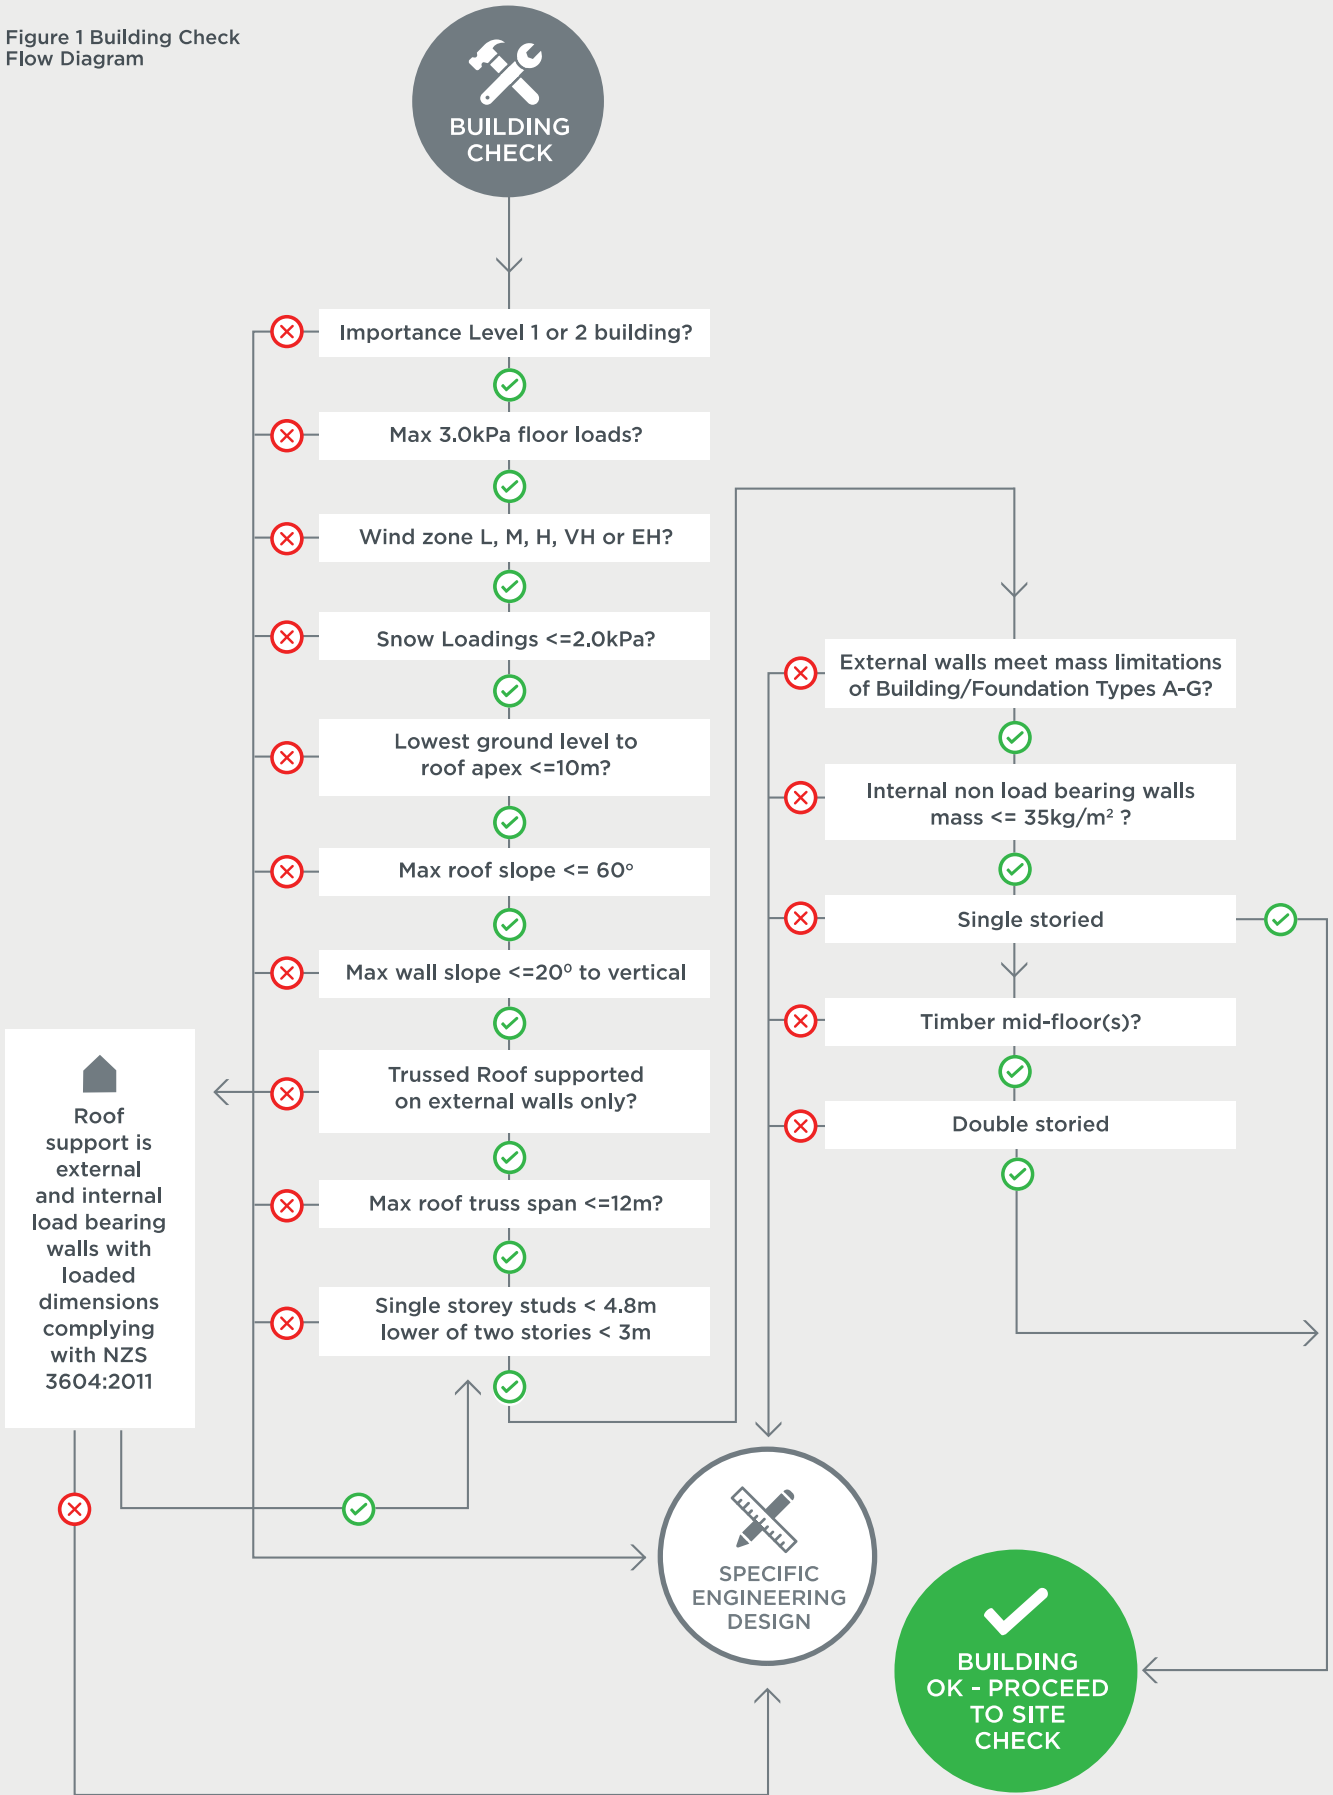 Figure 1 Building Check
Flow Diagram
BUILDING
CHECK
Importance Level 1 or 2 building?
Max 3.0kPa floor loads?
Wind zone L, M, H, VH or EH?
Snow Loadings <=2.0kPa?
Lowest ground level to
roof apex <=10m?
Max roof slope <= 60°
Max wall slope <=20⁰ to vertical
Trussed Roof supported
on external walls only?
Max roof truss span <=12m?
Single storey studs < 4.8m
lower of two stories < 3m
Roof
support is
external
and internal
load bearing
walls with
loaded
dimensions
complying
with NZS
3604:2011
External walls meet mass limitations
of Building/Foundation Types A-G?
Internal non load bearing walls
mass <= 35kg/m² ?
Single storied
Timber mid-floor(s)?
Double storied
SPECIFIC
ENGINEERING
DESIGN
BUILDING
OK - PROCEED
TO SITE
CHECK